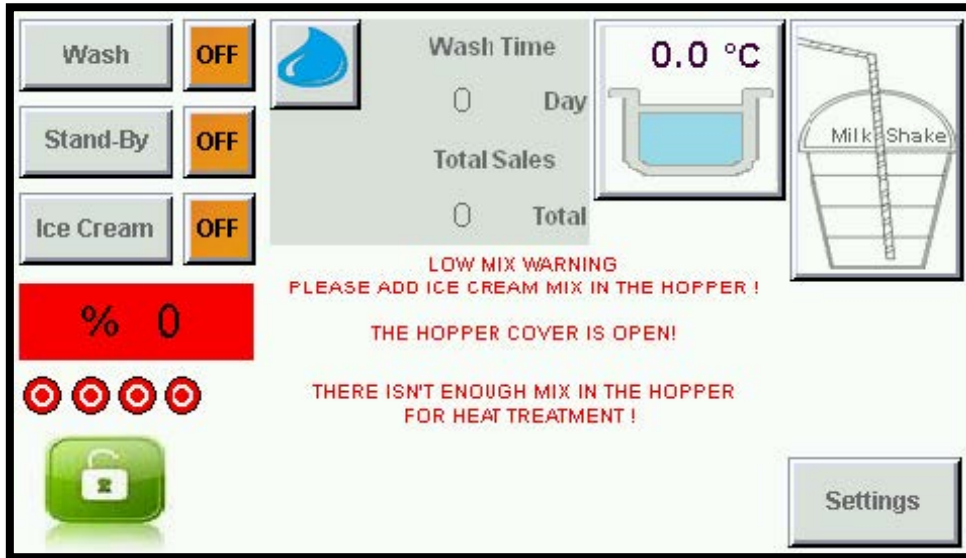 Wash OFF
Stand-By OFF
Ice Cream OFF
% 0
Wash Time
0 Day
Total Sales
0 Total
0.0 °C
Milk Shake
LOW MIX WARNING
PLEASE ADD ICE CREAM MIX IN THE HOPPER !
THE HOPPER COVER IS OPEN!
THERE ISN'T ENOUGH MIX IN THE HOPPER
FOR HEAT TREATMENT !
Settings